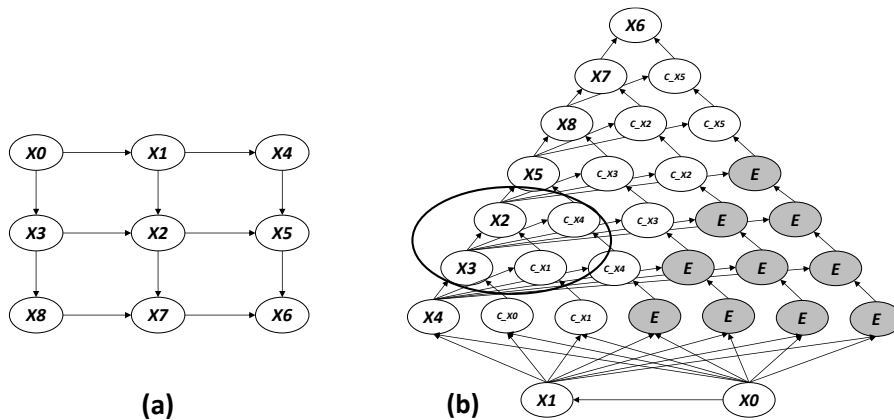 X0 X1 X4
X3 X2 X5
X8 X7 X6
(a)
X6
X7 C_X5
X8 C_X2 C_X5
X5 C_X3 C_X2 E
X2 C_X4 C_X3 E E
X3 C_X1 C_X4 E E E
X4 C_X0 C_X1 E E E E
X1 X0
(b)